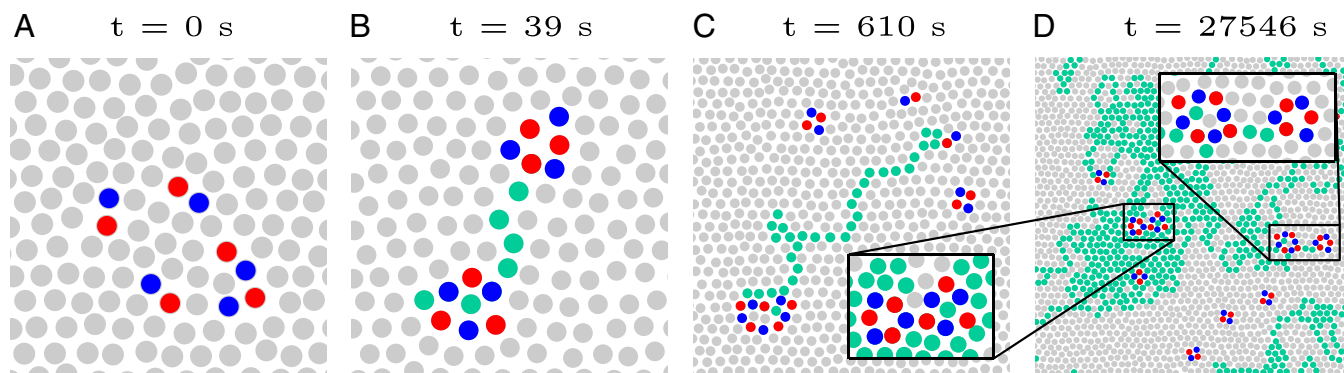 A t = 0 s
B t = 39 s
C t = 610 s
D t = 27546 s